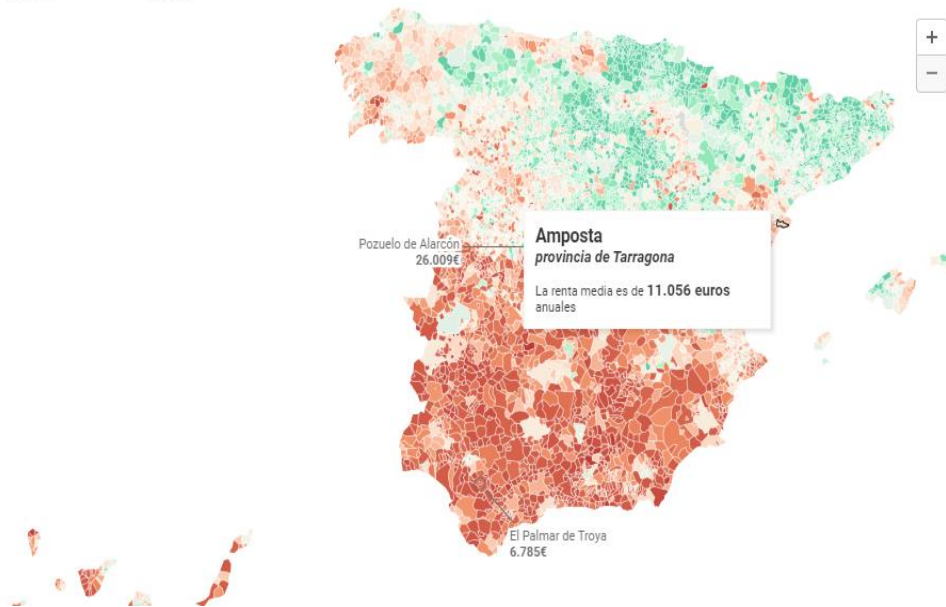 +
−
Amposta
provincia de Tarragona
La renta media es de 11.056 euros
anuales
Pozuelo de Alarcón
26.009€
El Palmar de Troya
6.785€